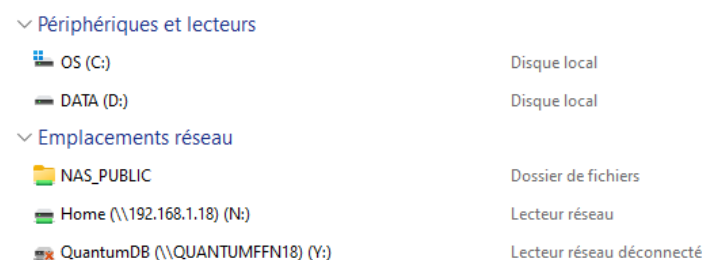 Périphériques et lecteurs
OS (C:) Disque local
DATA (D:) Disque local
Emplacements réseau
NAS_PUBLIC Dossier de fichiers
Home (\\192.168.1.18) (N:) Lecteur réseau
QuantumDB (\\QUANTUMFFN18) (Y:) Lecteur réseau déconnecté